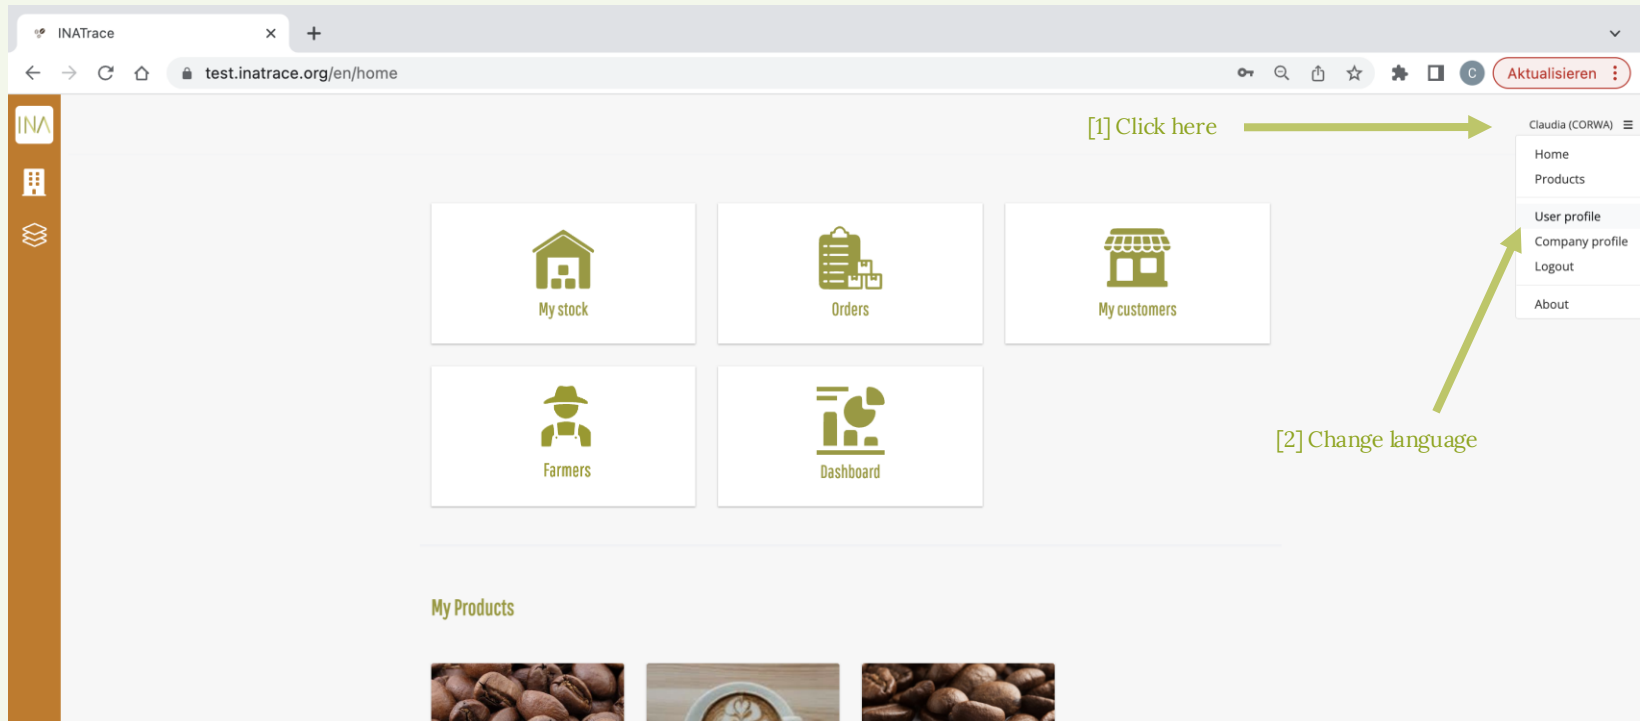 INATrace
test.inatrace.org/en/home
C
Aktualisieren
INA
[1] Click here
Claudia (CORWA)
Home
Products
User profile
Company profile
Logout
About
My stock
Orders
My customers
[2] Change language
Farmers
Dashboard
My Products